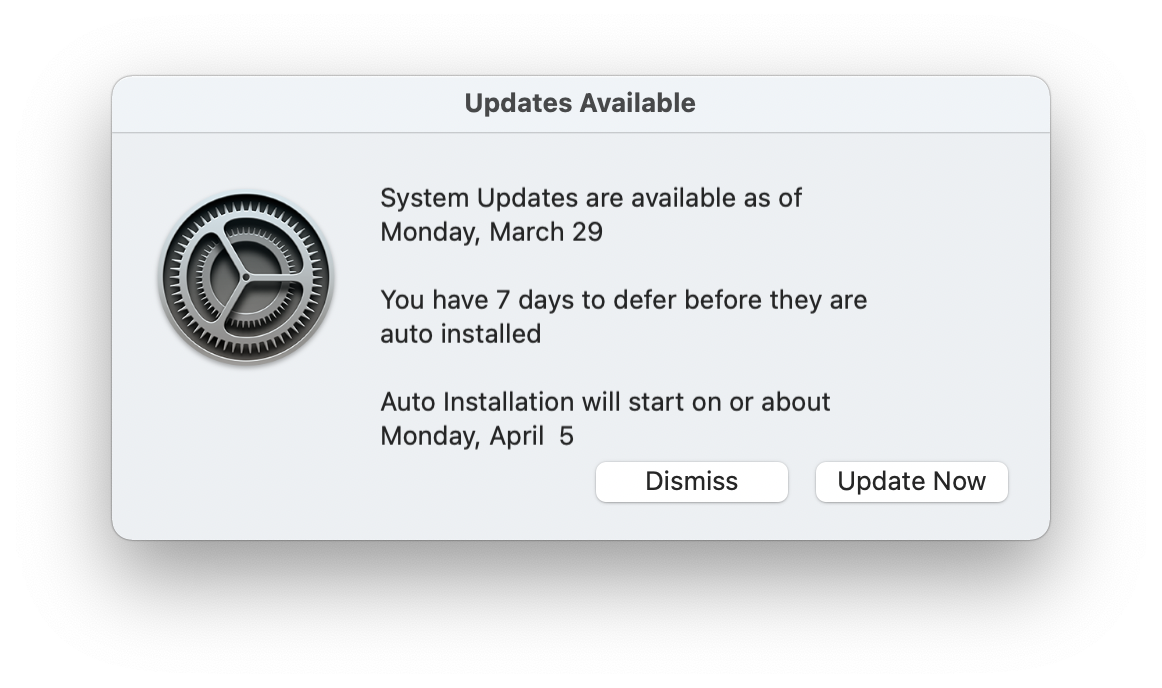 Updates Available
System Updates are available as of
Monday, March 29
You have 7 days to defer before they are
auto installed
Auto Installation will start on or about
Monday, April  5
Dismiss
Update Now